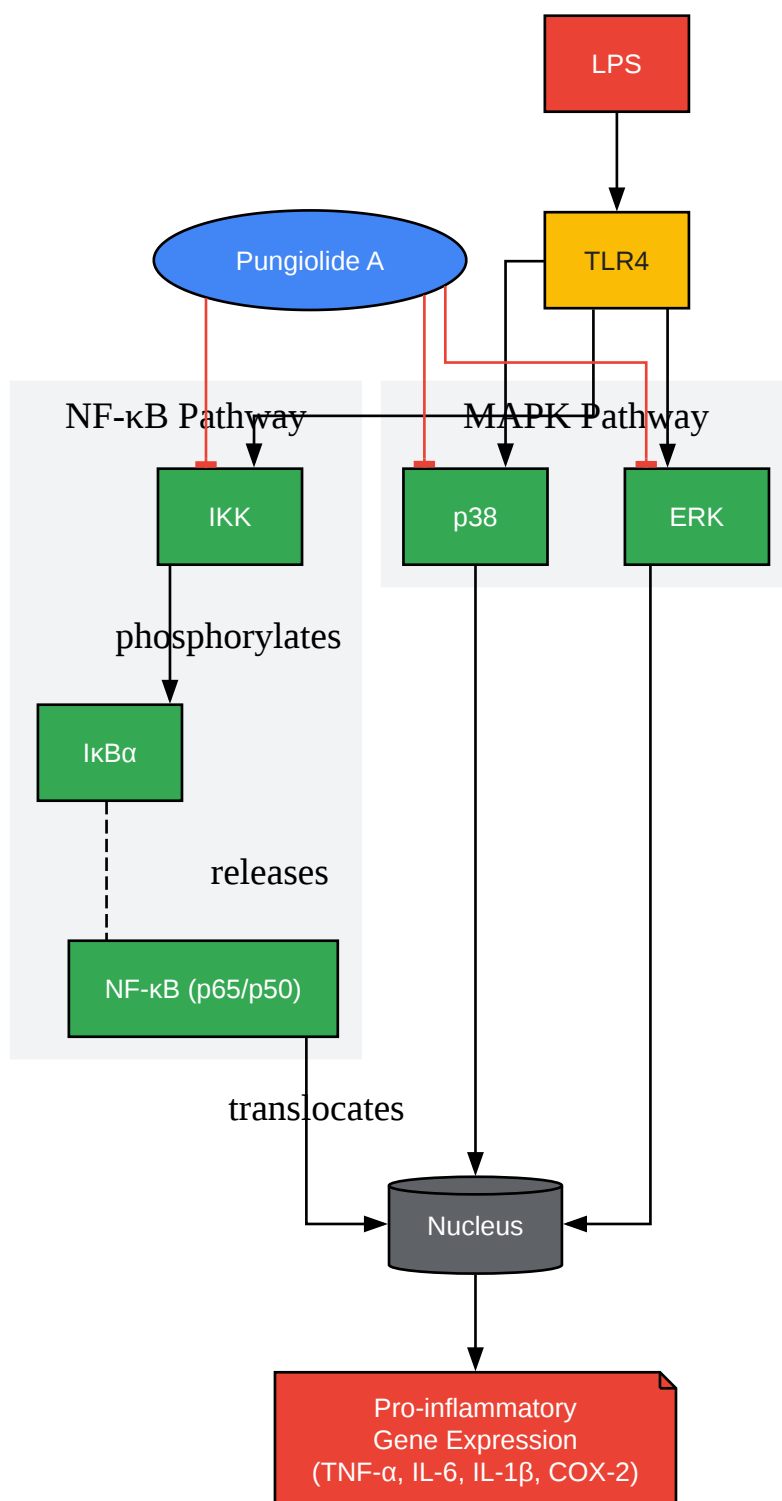 LPS
Pungiolide A
TLR4
NF-κB Pathway
MAPK Pathway
IKK
p38
ERK
phosphorylates
IκBα
releases
NF-κB (p65/p50)
translocates
Nucleus
Pro-inflammatory
Gene Expression
(TNF-α, IL-6, IL-1β, COX-2)